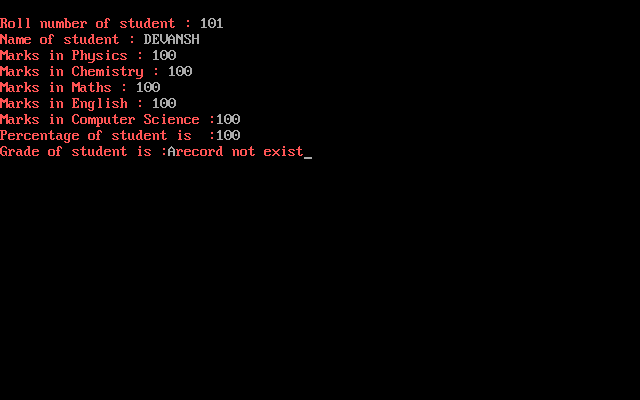 Roll number of student : 101
Name of student : DEVANSH
Marks in Physics : 100
Marks in Chemistry : 100
Marks in Maths : 100
Marks in English : 100
Marks in Computer Science :100
Percentage of student is  :100
Grade of student is :Arecord not exist_